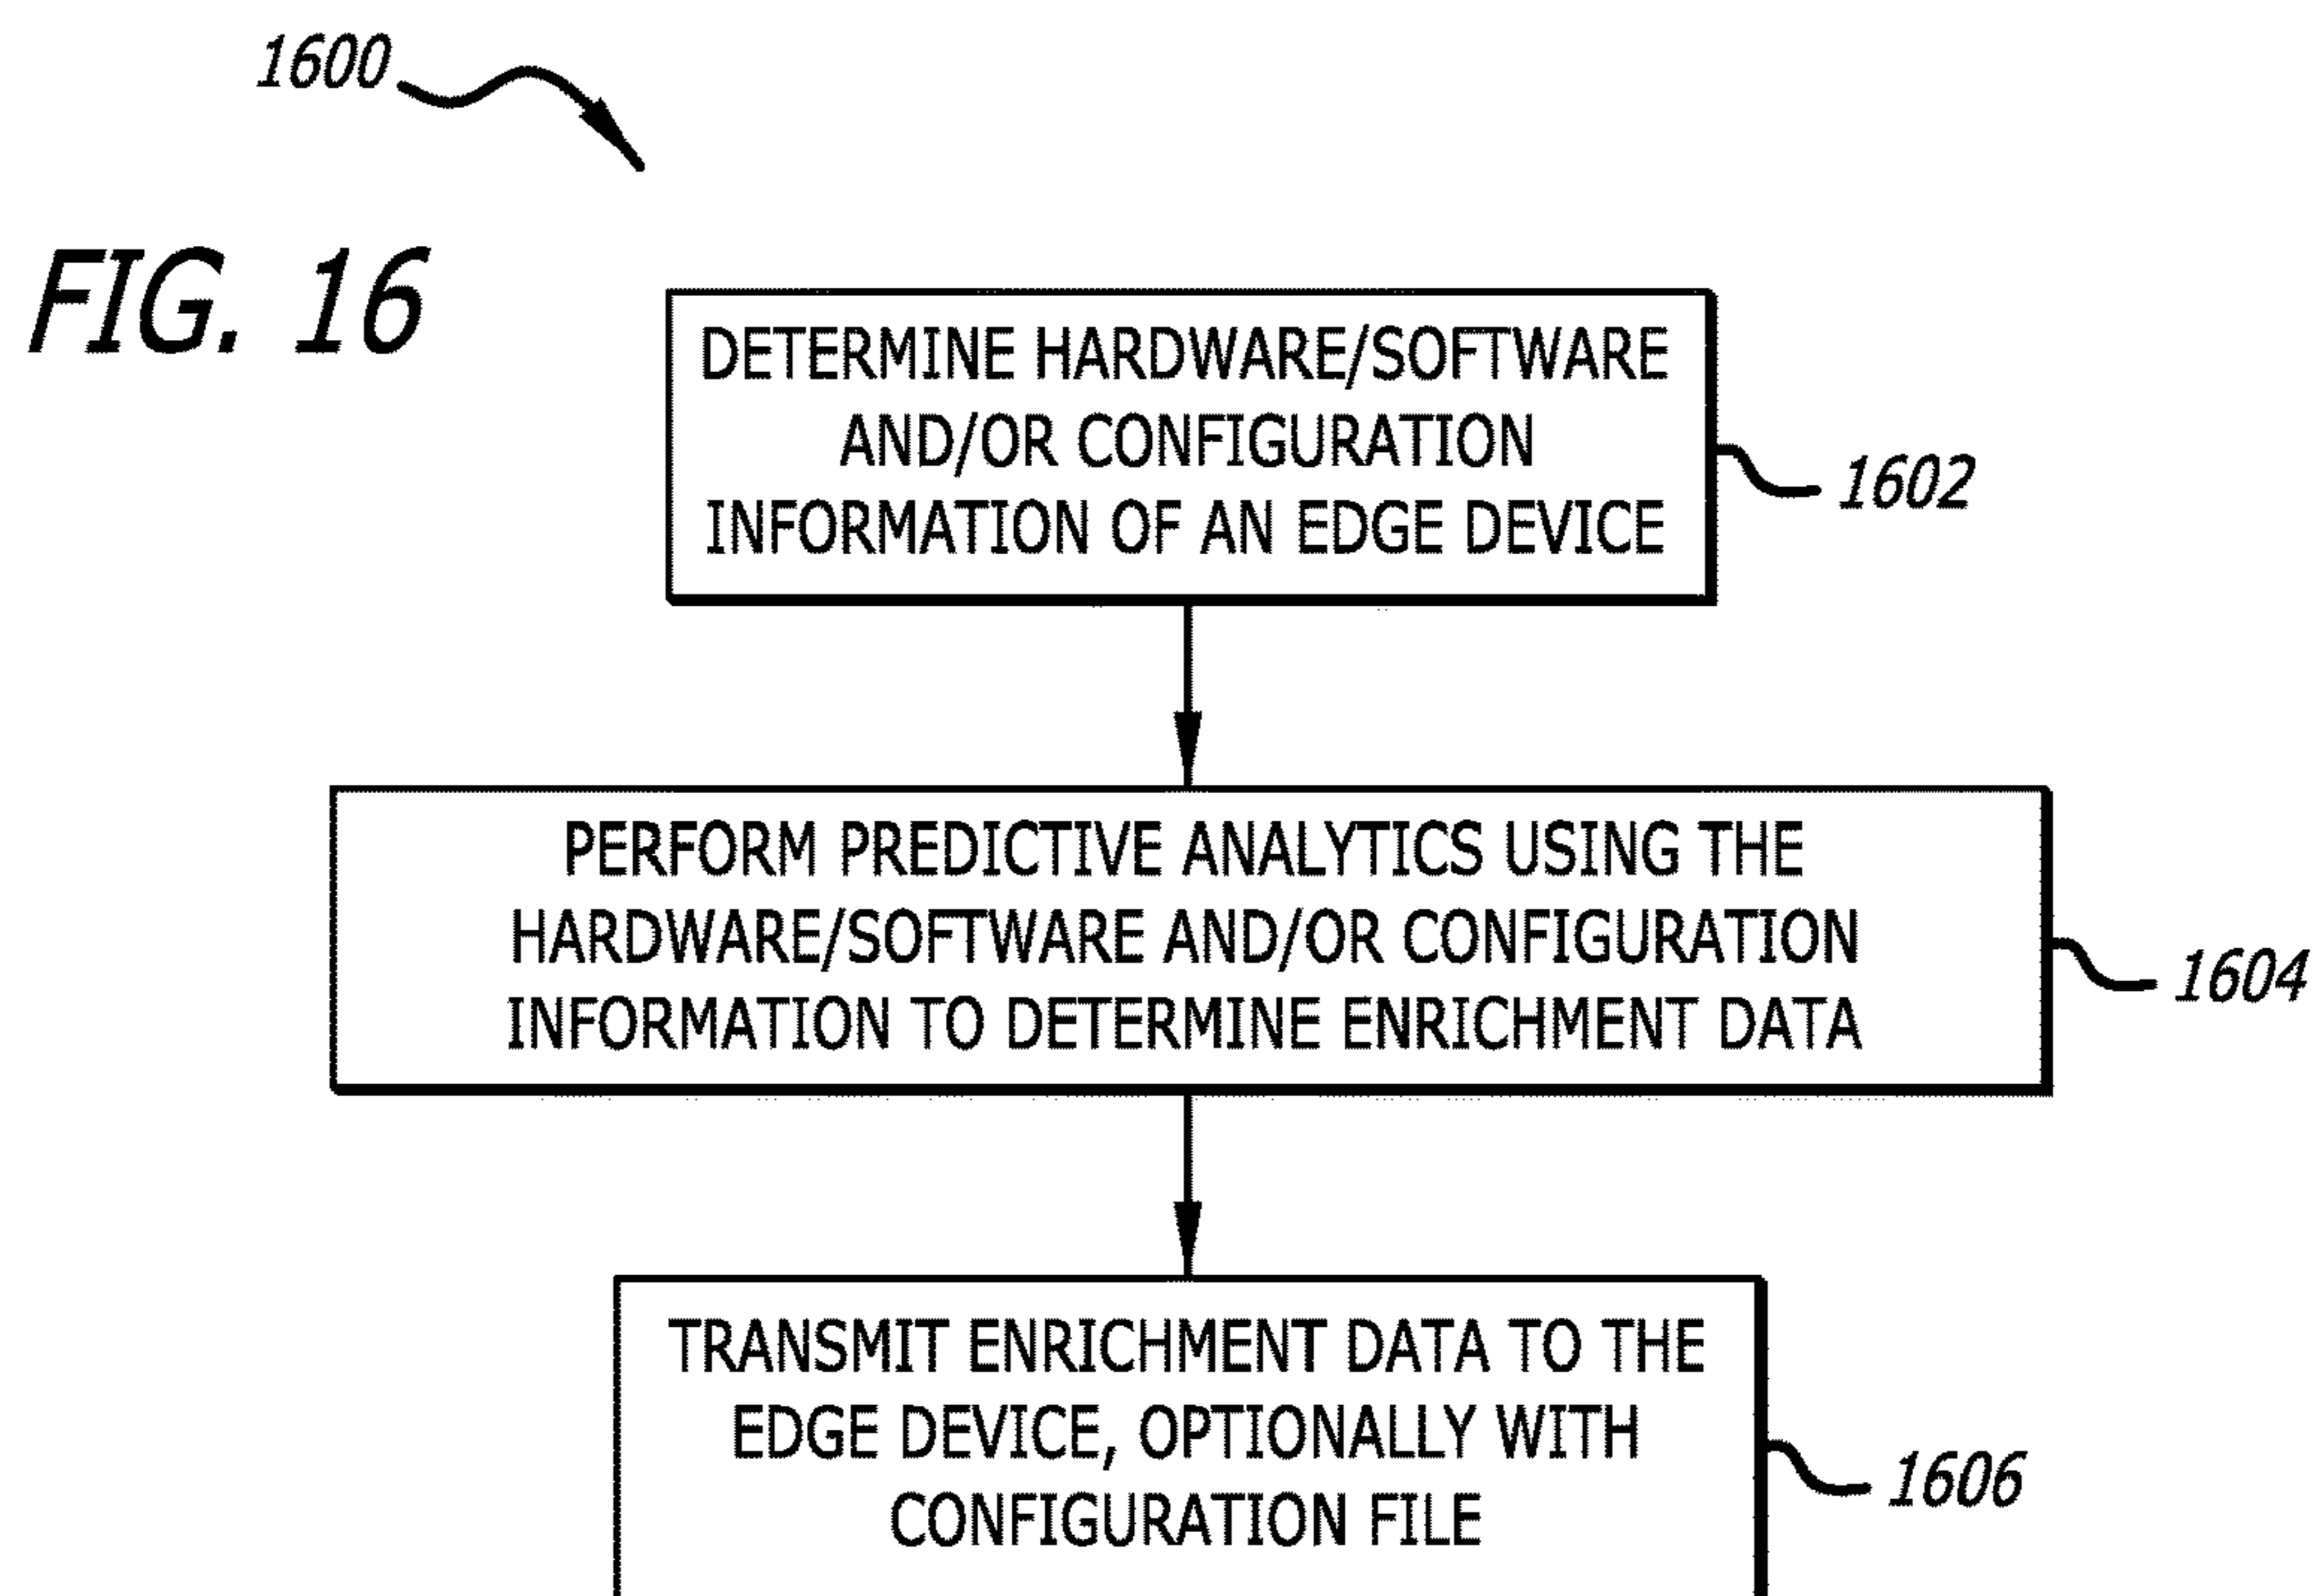 1600
FIG. 16
DETERMINE HARDWARE/SOFTWARE
AND/OR CONFIGURATION
INFORMATION OF AN EDGE DEVICE
1602
PERFORM PREDICTIVE ANALYTICS USING THE
HARDWARE/SOFTWARE AND/OR CONFIGURATION
INFORMATION TO DETERMINE ENRICHMENT DATA
1604
TRANSMIT ENRICHMENT DATA TO THE
EDGE DEVICE, OPTIONALLY WITH
CONFIGURATION FILE
1606